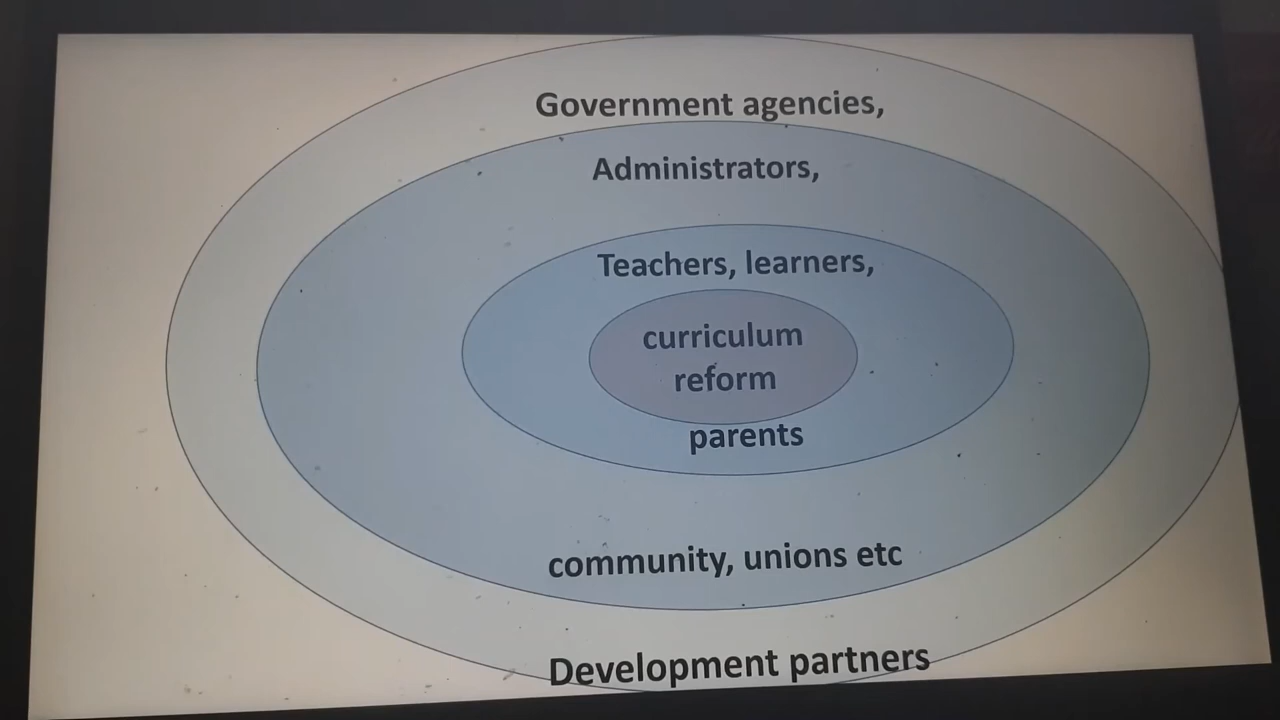 Government agencies,
Administrators,
Teachers, learners,
curriculum
reform
parents
community, unions etc
Development partners